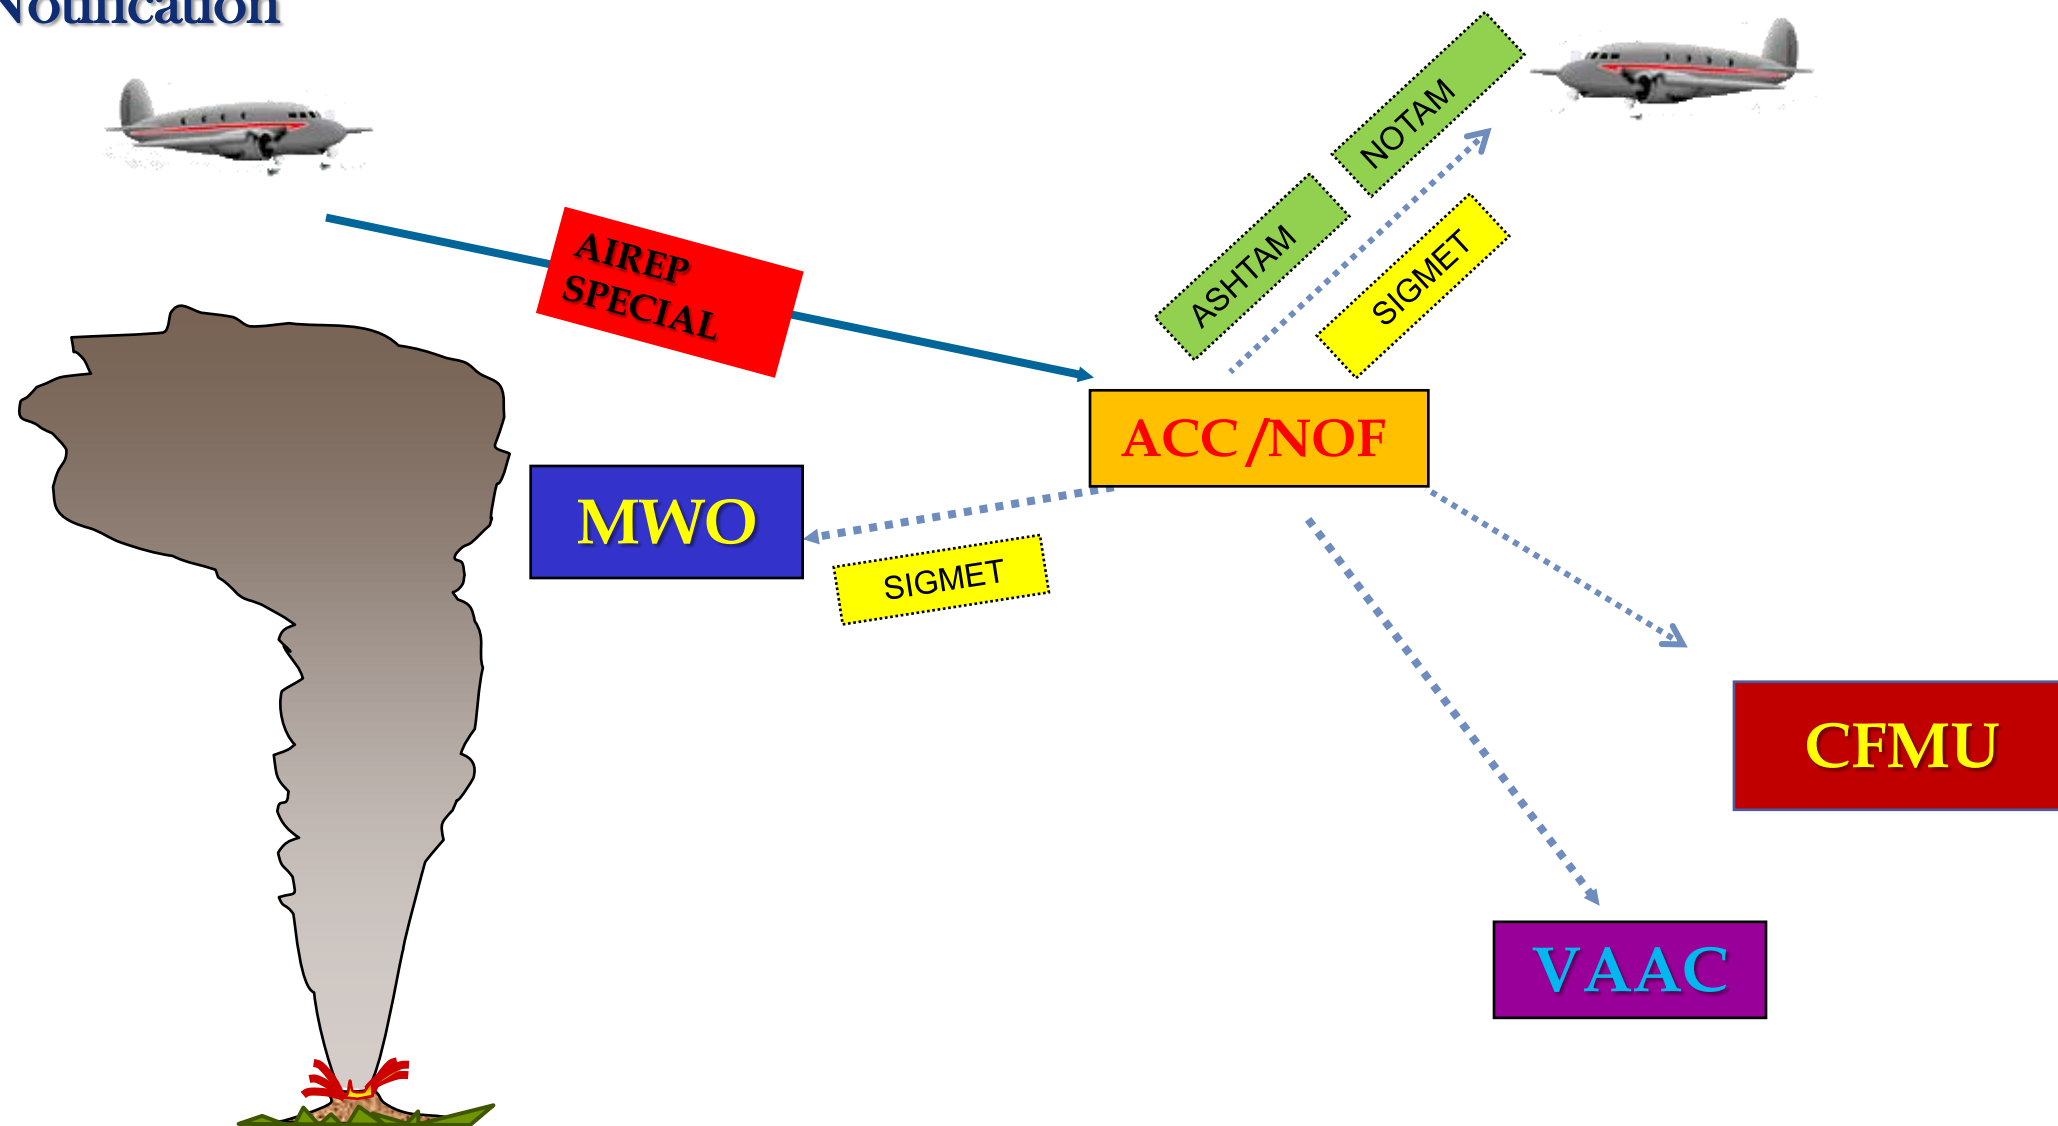 Notification
NOTAM
ASHTAM
SIGMET
AIREP
SPECIAL
ACC/NOF
MWO
SIGMET
CFMU
VAAC